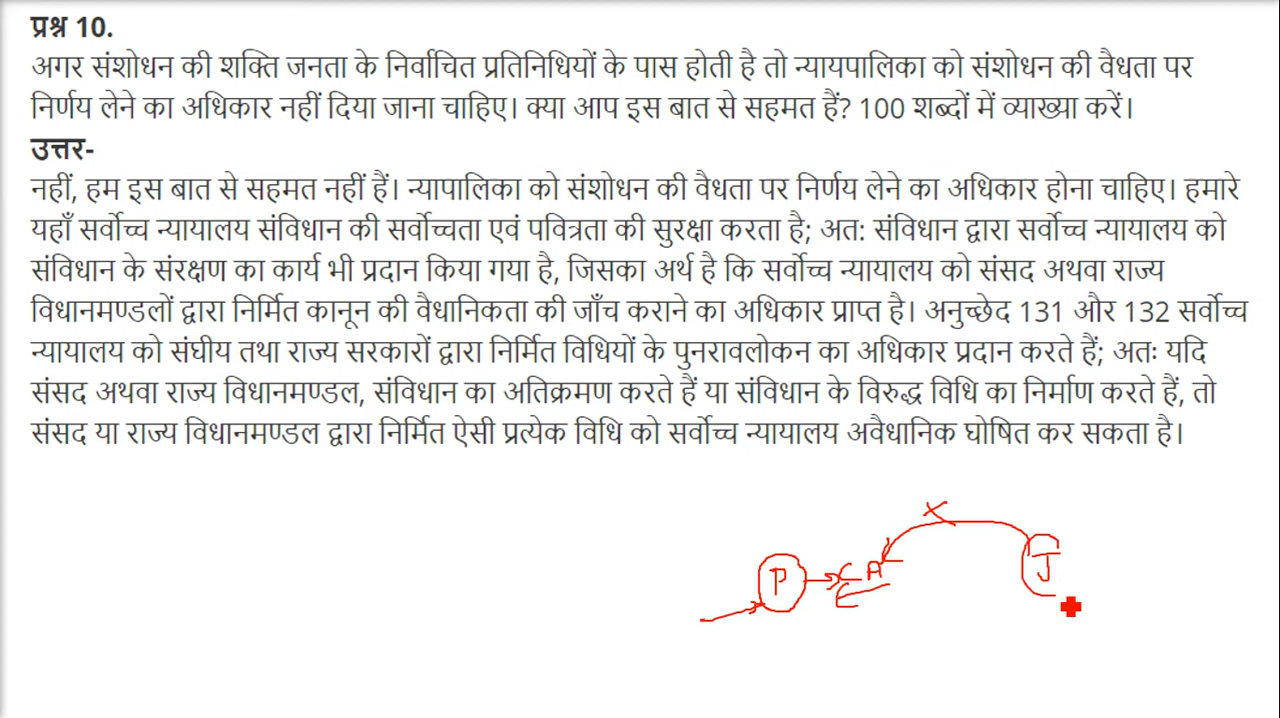 प्रश्न 10.
अगर संशोधन की शक्ति जनता के निर्वाचित प्रतिनिधियों के पास होती है तो न्यायपालिका को संशोधन की वैधता पर
निर्णय लेने का अधिकार नहीं दिया जाना चाहिए। क्या आप इस बात से सहमत हैं? 100 शब्दों में व्याख्या करें।
उत्तर-
नहीं, हम इस बात से सहमत नहीं हैं। न्यापालिका को संशोधन की वैधता पर निर्णय लेने का अधिकार होना चाहिए। हमारे
यहाँ सर्वोच्च न्यायालय संविधान की सर्वोच्चता एवं पवित्रता की सुरक्षा करता है; अत: संविधान द्वारा सर्वोच्च न्यायालय को
संविधान के संरक्षण का कार्य भी प्रदान किया गया है, जिसका अर्थ है कि सर्वोच्च न्यायालय को संसद अथवा राज्य
विधानमण्डलों द्वारा निर्मित कानून की वैधानिकता की जाँच कराने का अधिकार प्राप्त है। अनुच्छेद 131 और 132 सर्वोच्च
न्यायालय को संघीय तथा राज्य सरकारों द्वारा निर्मित विधियों के पुनरावलोकन का अधिकार प्रदान करते हैं; अतः यदि
संसद अथवा राज्य विधानमण्डल, संविधान का अतिक्रमण करते हैं या संविधान के विरुद्ध विधि का निर्माण करते हैं, तो
संसद या राज्य विधानमण्डल द्वारा निर्मित ऐसी प्रत्येक विधि को सर्वोच्च न्यायालय अवैधानिक घोषित कर सकता है।
P CA J